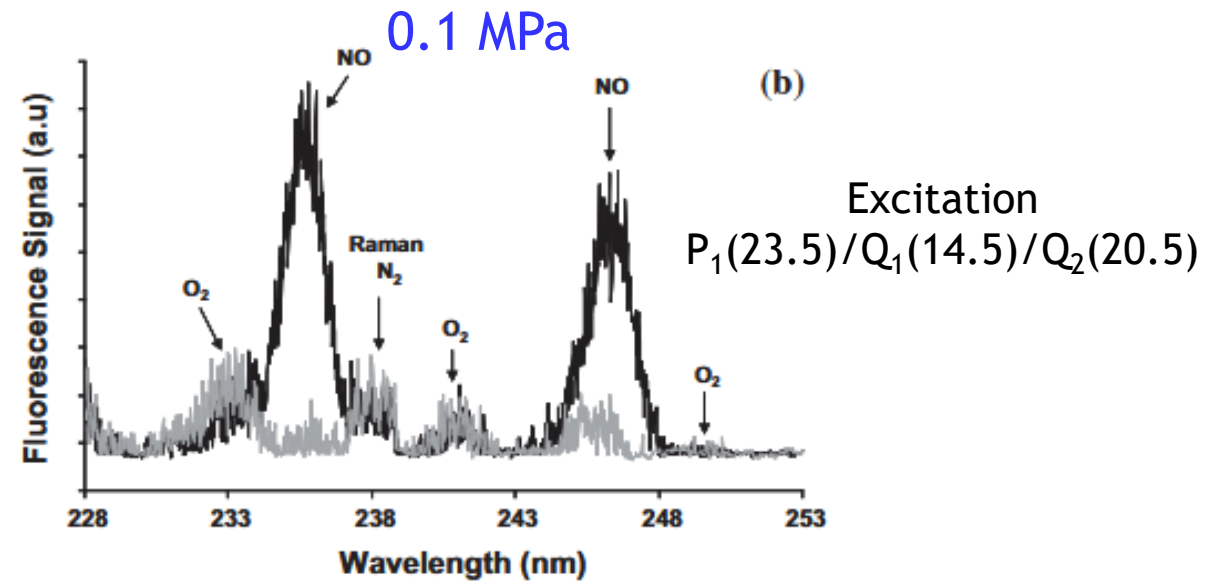 0.1 MPa
NO
NO
(b)
Fluorescence Signal (a.u)
Excitation
P₁(23.5)/Q₁(14.5)/Q₂(20.5)
Raman
N₂
O₂
O₂
O₂
228 233 238 243 248 253
Wavelength (nm)